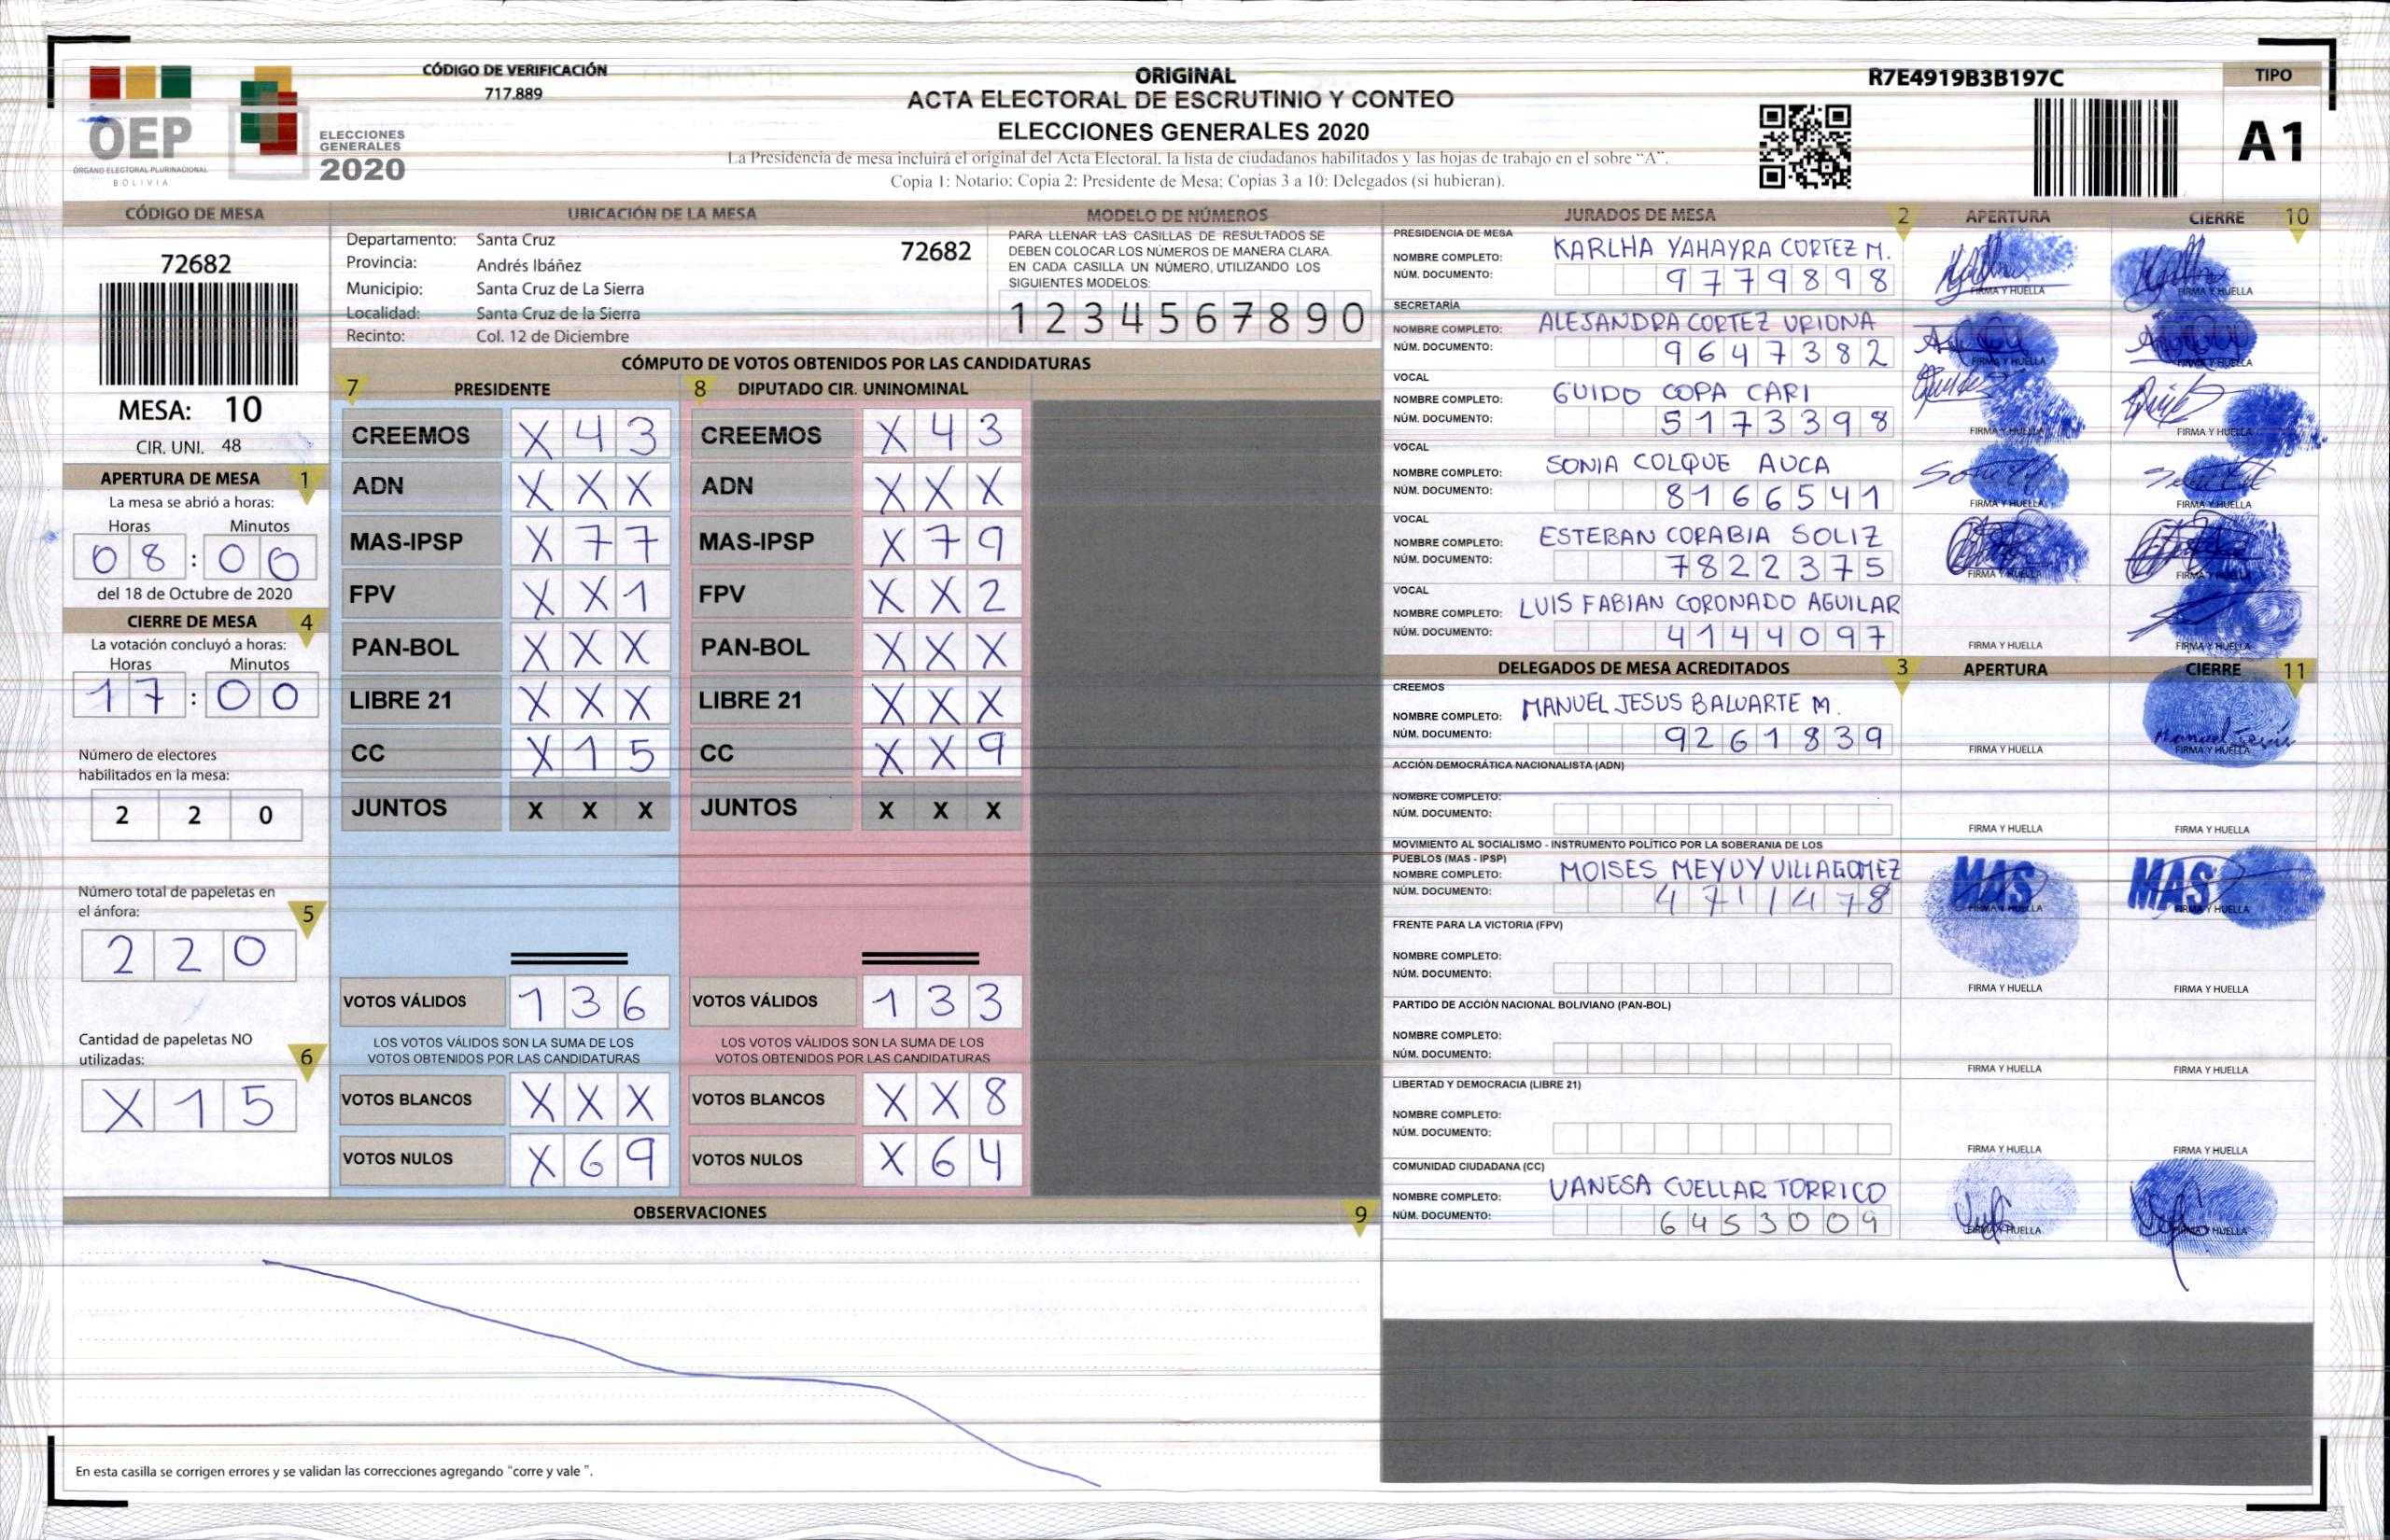 CÓDIGO DE VERIFICACIÓN
717.889
OEP
ÓRGANO ELECTORAL PLURINACIONAL
BOLIVIA
ELECCIONES
GENERALES
2020
ORIGINAL
ACTA ELECTORAL DE ESCRUTINIO Y CONTEO
ELECCIONES GENERALES 2020
La Presidencia de mesa incluirá el original del Acta Electoral, la lista de ciudadanos habilitados y las hojas de trabajo en el sobre “A”.
Copia 1: Notario; Copia 2: Presidente de Mesa; Copias 3 a 10: Delegados (si hubieran).
R7E4919B3B197C
TIPO
A1
CÓDIGO DE MESA
72682
MESA: 10
CIR. UNI. 48
APERTURA DE MESA 1
La mesa se abrió a horas:
Horas Minutos
08:00
del 18 de Octubre de 2020
CIERRE DE MESA 4
La votación concluyó a horas:
Horas Minutos
17:00
Número de electores
habilitados en la mesa:
2 2 0
Número total de papeletas en
el ánfora: 5
2 2 0
Cantidad de papeletas NO
utilizadas: 6
X 1 5
UBICACIÓN DE LA MESA
Departamento: Santa Cruz 72682
Provincia: Andrés Ibáñez
Municipio: Santa Cruz de La Sierra
Localidad: Santa Cruz de la Sierra
Recinto: Col. 12 de Diciembre
MODELO DE NÚMEROS
PARA LLENAR LAS CASILLAS DE RESULTADOS SE
DEBEN COLOCAR LOS NÚMEROS DE MANERA CLARA.
EN CADA CASILLA UN NÚMERO, UTILIZANDO LOS
SIGUIENTES MODELOS:
1 2 3 4 5 6 7 8 9 0
CÓMPUTO DE VOTOS OBTENIDOS POR LAS CANDIDATURAS
7 PRESIDENTE 8 DIPUTADO CIR. UNINOMINAL
CREEMOS X 4 3 CREEMOS X 4 3
ADN X X X ADN X X X
MAS-IPSP X 7 7 MAS-IPSP X 7 9
FPV X X 1 FPV X X 2
PAN-BOL X X X PAN-BOL X X X
LIBRE 21 X X X LIBRE 21 X X X
CC X 1 5 CC X X 9
JUNTOS X X X JUNTOS X X X
VOTOS VÁLIDOS 1 3 6 VOTOS VÁLIDOS 1 3 3
LOS VOTOS VÁLIDOS SON LA SUMA DE LOS LOS VOTOS VÁLIDOS SON LA SUMA DE LOS
VOTOS OBTENIDOS POR LAS CANDIDATURAS VOTOS OBTENIDOS POR LAS CANDIDATURAS
VOTOS BLANCOS X X X VOTOS BLANCOS X X 8
VOTOS NULOS X 6 9 VOTOS NULOS X 6 4
OBSERVACIONES 9
En esta casilla se corrigen errores y se validan las correcciones agregando “corre y vale ”.
JURADOS DE MESA 2 APERTURA CIERRE 10
PRESIDENCIA DE MESA
NOMBRE COMPLETO: KARLHA YAHAYRA CORTEZ M.
NÚM. DOCUMENTO: 9779898 FIRMA Y HUELLA FIRMA Y HUELLA
SECRETARÍA
NOMBRE COMPLETO: ALEJANDRA CORTEZ URIONA
NÚM. DOCUMENTO: 9647382 FIRMA Y HUELLA FIRMA Y HUELLA
VOCAL
NOMBRE COMPLETO: GUIDO COPA CARI
NÚM. DOCUMENTO: 5173398 FIRMA Y HUELLA FIRMA Y HUELLA
VOCAL
NOMBRE COMPLETO: SONIA COLQUE AUCA
NÚM. DOCUMENTO: 8166541 FIRMA Y HUELLA FIRMA Y HUELLA
VOCAL
NOMBRE COMPLETO: ESTEBAN CORABIA SOLIZ
NÚM. DOCUMENTO: 7822375 FIRMA Y HUELLA FIRMA Y HUELLA
VOCAL
NOMBRE COMPLETO: LUIS FABIAN CORONADO AGUILAR
NÚM. DOCUMENTO: 4144097 FIRMA Y HUELLA FIRMA Y HUELLA
DELEGADOS DE MESA ACREDITADOS 3 APERTURA CIERRE 11
CREEMOS
NOMBRE COMPLETO: MANUEL JESUS BALUARTE M.
NÚM. DOCUMENTO: 9261839 FIRMA Y HUELLA Manuel Jesús FIRMA Y HUELLA
ACCIÓN DEMOCRÁTICA NACIONALISTA (ADN)
NOMBRE COMPLETO:
NÚM. DOCUMENTO: FIRMA Y HUELLA FIRMA Y HUELLA
MOVIMIENTO AL SOCIALISMO - INSTRUMENTO POLÍTICO POR LA SOBERANIA DE LOS
PUEBLOS (MAS - IPSP)
NOMBRE COMPLETO: MOISES MEYUY VILLAGOMEZ MAS MAS
NÚM. DOCUMENTO: 4711478 FIRMA Y HUELLA FIRMA Y HUELLA
FRENTE PARA LA VICTORIA (FPV)
NOMBRE COMPLETO:
NÚM. DOCUMENTO: FIRMA Y HUELLA FIRMA Y HUELLA
PARTIDO DE ACCIÓN NACIONAL BOLIVIANO (PAN-BOL)
NOMBRE COMPLETO:
NÚM. DOCUMENTO: FIRMA Y HUELLA FIRMA Y HUELLA
LIBERTAD Y DEMOCRACIA (LIBRE 21)
NOMBRE COMPLETO:
NÚM. DOCUMENTO: FIRMA Y HUELLA FIRMA Y HUELLA
COMUNIDAD CIUDADANA (CC)
NOMBRE COMPLETO: VANESA CUELLAR TORRICO
NÚM. DOCUMENTO: 6453009 FIRMA Y HUELLA FIRMA Y HUELLA